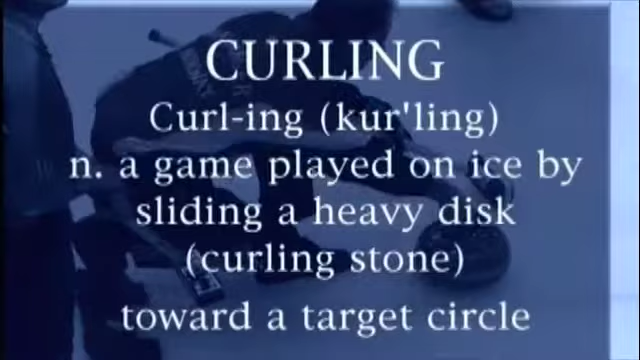 CURLING
Curl-ing (kur'ling)
n. a game played on ice by
sliding a heavy disk
(curling stone)
toward a target circle